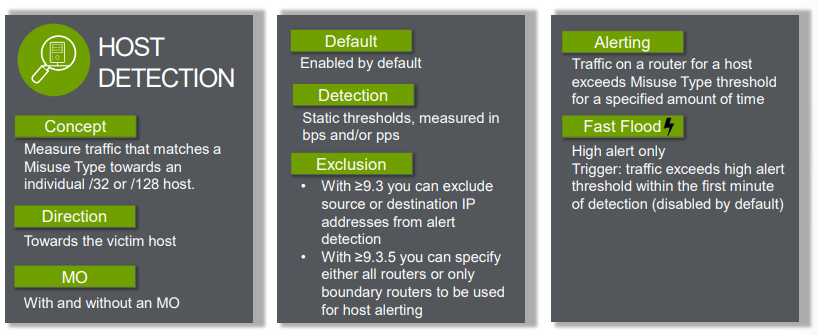 HOST
DETECTION
Concept
Measure traffic that matches a
Misuse Type towards an
individual /32 or /128 host.
Direction
Towards the victim host
MO
With and without an MO
Default
Enabled by default
Detection
Static thresholds, measured in
bps and/or pps
Exclusion
• With ≥9.3 you can exclude
source or destination IP
addresses from alert
detection
• With ≥9.3.5 you can specify
either all routers or only
boundary routers to be used
for host alerting
Alerting
Traffic on a router for a host
exceeds Misuse Type threshold
for a specified amount of time
Fast Flood
High alert only
Trigger: traffic exceeds high alert
threshold within the first minute
of detection (disabled by default)